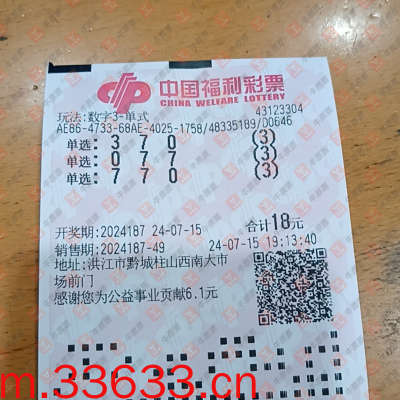 中国福利彩票
CHINA WELFARE LOTTERY
玩法:数字3-单式 43123304
AE86-4733-68AE-4025-1758/48335189/D0646
单选: 3 7 0 (3)
单选: 0 7 7 (3)
单选: 7 7 0 (3)
开奖期:2024187 24-07-15 合计18元
销售期:2024187-49 24-07-15 19:13:40
地址:洪江市黔城柱山西南大市
场前门
感谢您为公益事业贡献6.1元
m.33633.cn